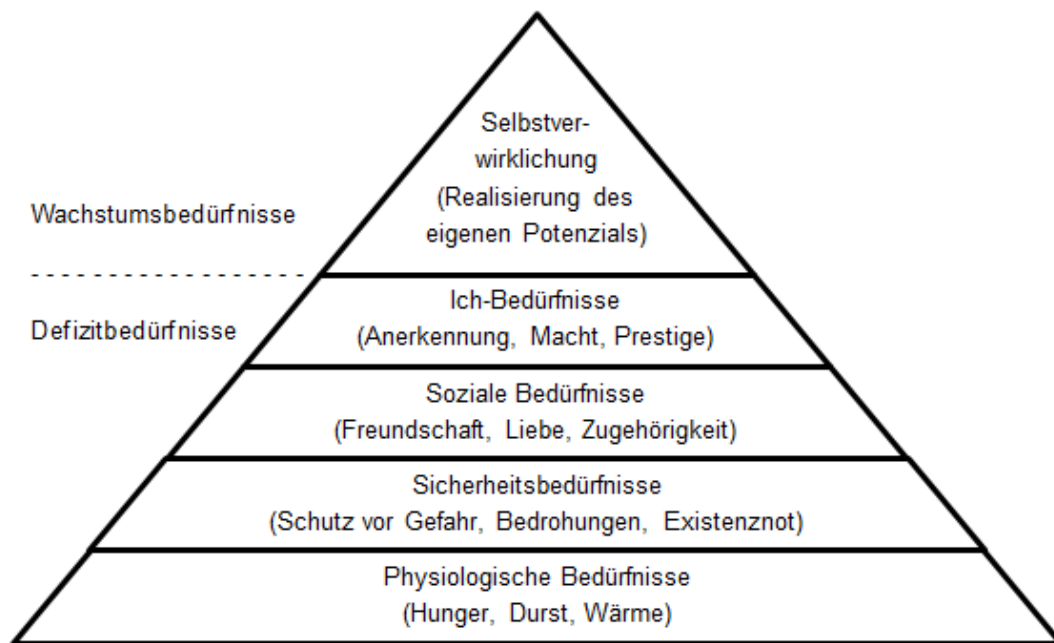 Selbstver-
wirklichung
(Realisierung des
eigenen Potenzials)
Wachstumsbedürfnisse
Defizitbedürfnisse
Ich-Bedürfnisse
(Anerkennung, Macht, Prestige)
Soziale Bedürfnisse
(Freundschaft, Liebe, Zugehörigkeit)
Sicherheitsbedürfnisse
(Schutz vor Gefahr, Bedrohungen, Existenznot)
Physiologische Bedürfnisse
(Hunger, Durst, Wärme)